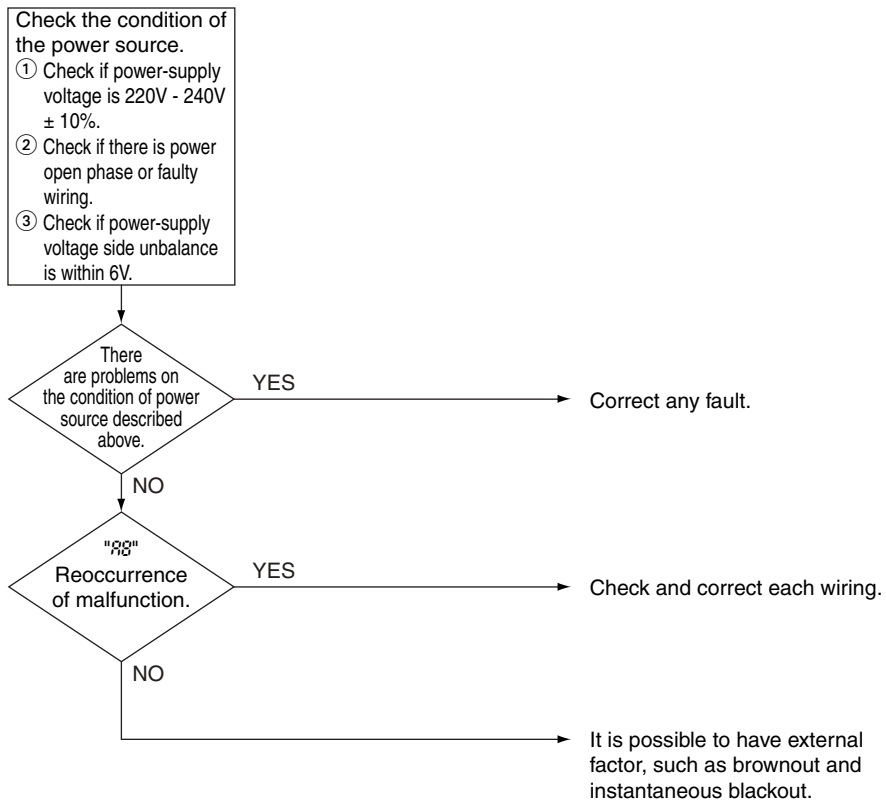 Check the condition of
the power source.
① Check if power-supply
voltage is 220V - 240V
± 10%.
② Check if there is power
open phase or faulty
wiring.
③ Check if power-supply
voltage side unbalance
is within 6V.
There
are problems on
the condition of power
source described
above.
YES
Correct any fault.
NO
"A8"
Reoccurrence
of malfunction.
YES
Check and correct each wiring.
NO
It is possible to have external
factor, such as brownout and
instantaneous blackout.